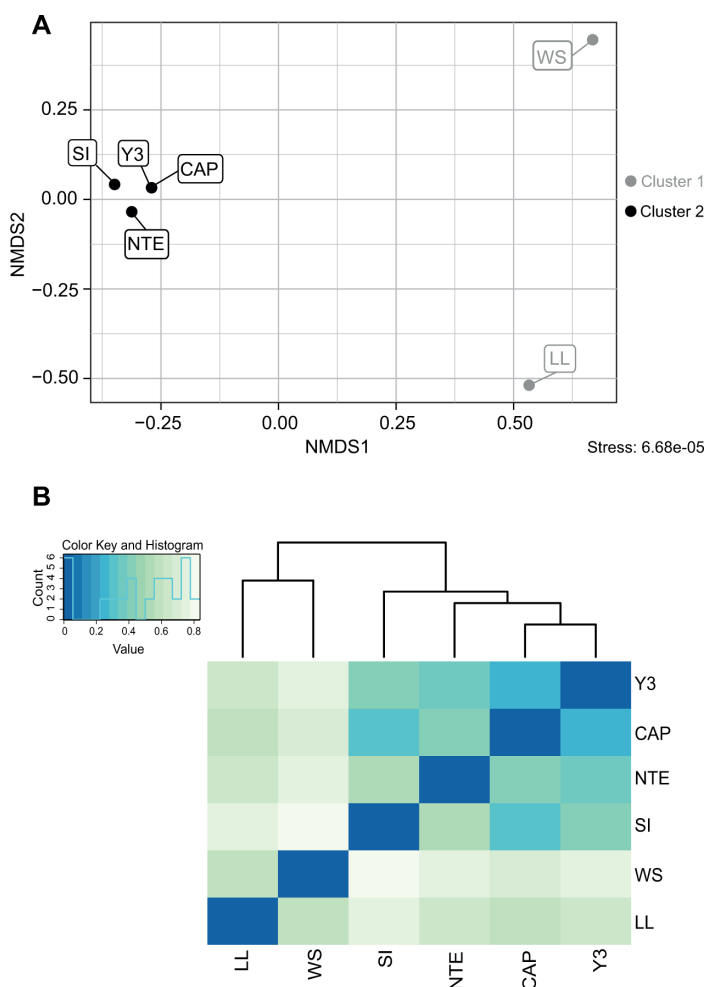 A
WS
0.25
SI
Y3
CAP
0.00
Cluster 1
Cluster 2
NTE
NMDS2
−0.25
LL
−0.50
−0.25
0.00
0.25
0.50
NMDS1
Stress: 6.68e-05
B
Color Key and Histogram
Count
0 1 2 3 4 5 6
0 0.2 0.4 0.6 0.8
Value
Y3
CAP
NTE
SI
WS
LL
LL WS SI NTE CAP Y3